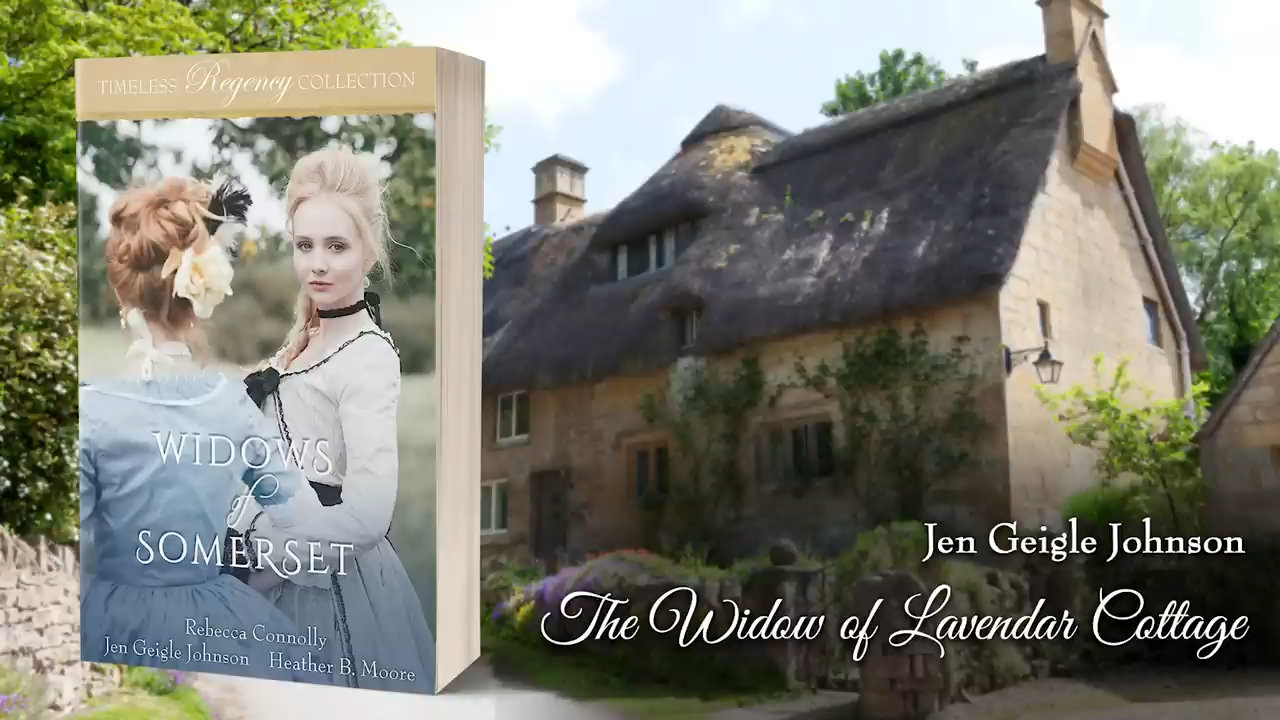 TIMELESS Regency COLLECTION
WIDOWS
of
SOMERSET
Rebecca Connolly
Jen Geigle Johnson Heather B. Moore
Jen Geigle Johnson
The Widow of Lavendar Cottage